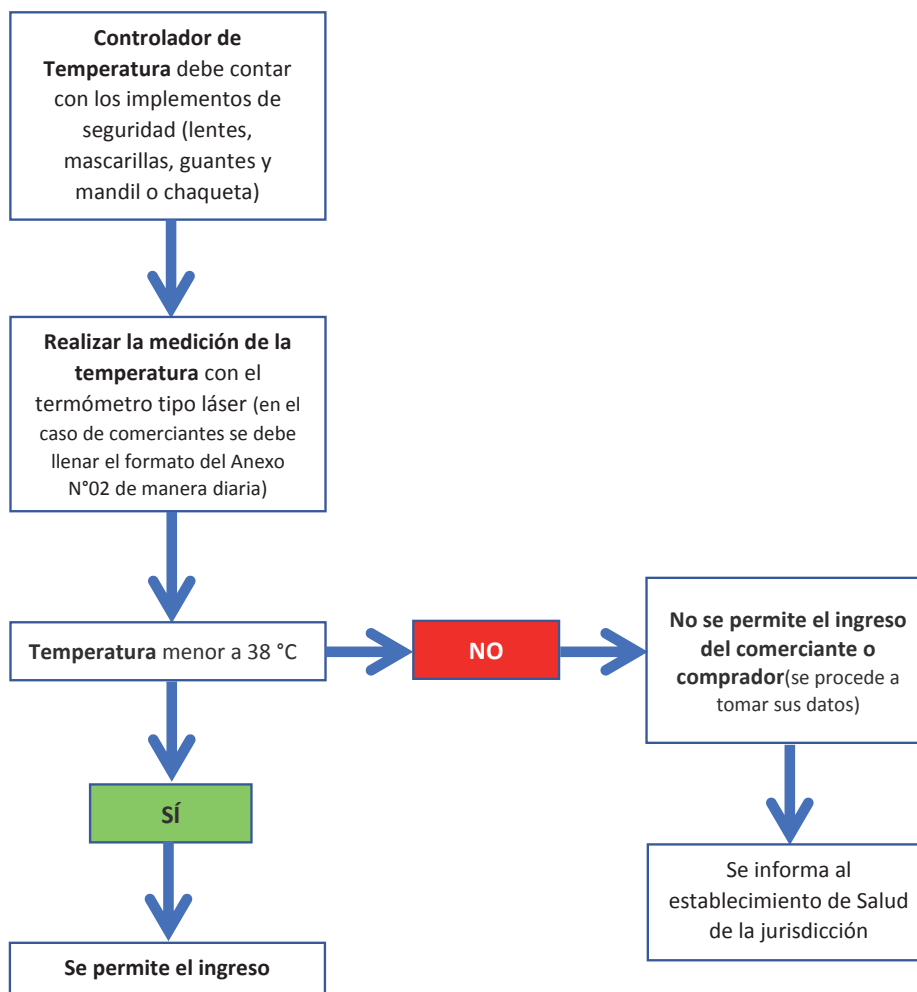 Controlador de
Temperatura debe contar
con los implementos de
seguridad (lentes,
mascarillas, guantes y
mandil o chaqueta)
Realizar la medición de la
temperatura con el
termómetro tipo láser (en el
caso de comerciantes se debe
llenar el formato del Anexo
N°02 de manera diaria)
Temperatura menor a 38 °C
NO
No se permite el ingreso
del comerciante o
comprador(se procede a
tomar sus datos)
SÍ
Se informa al
establecimiento de Salud
de la jurisdicción
Se permite el ingreso